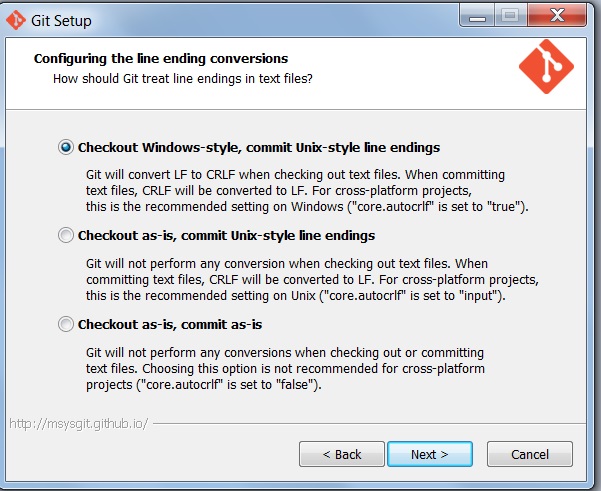 Git Setup
Configuring the line ending conversions
How should Git treat line endings in text files?
Checkout Windows-style, commit Unix-style line endings
Git will convert LF to CRLF when checking out text files. When committing
text files, CRLF will be converted to LF. For cross-platform projects,
this is the recommended setting on Windows ("core.autocrlf" is set to "true").
Checkout as-is, commit Unix-style line endings
Git will not perform any conversion when checking out text files. When
committing text files, CRLF will be converted to LF. For cross-platform projects,
this is the recommended setting on Unix ("core.autocrlf" is set to "input").
Checkout as-is, commit as-is
Git will not perform any conversions when checking out or committing
text files. Choosing this option is not recommended for cross-platform
projects ("core.autocrlf" is set to "false").
http://msysgit.github.io/
< Back Next > Cancel